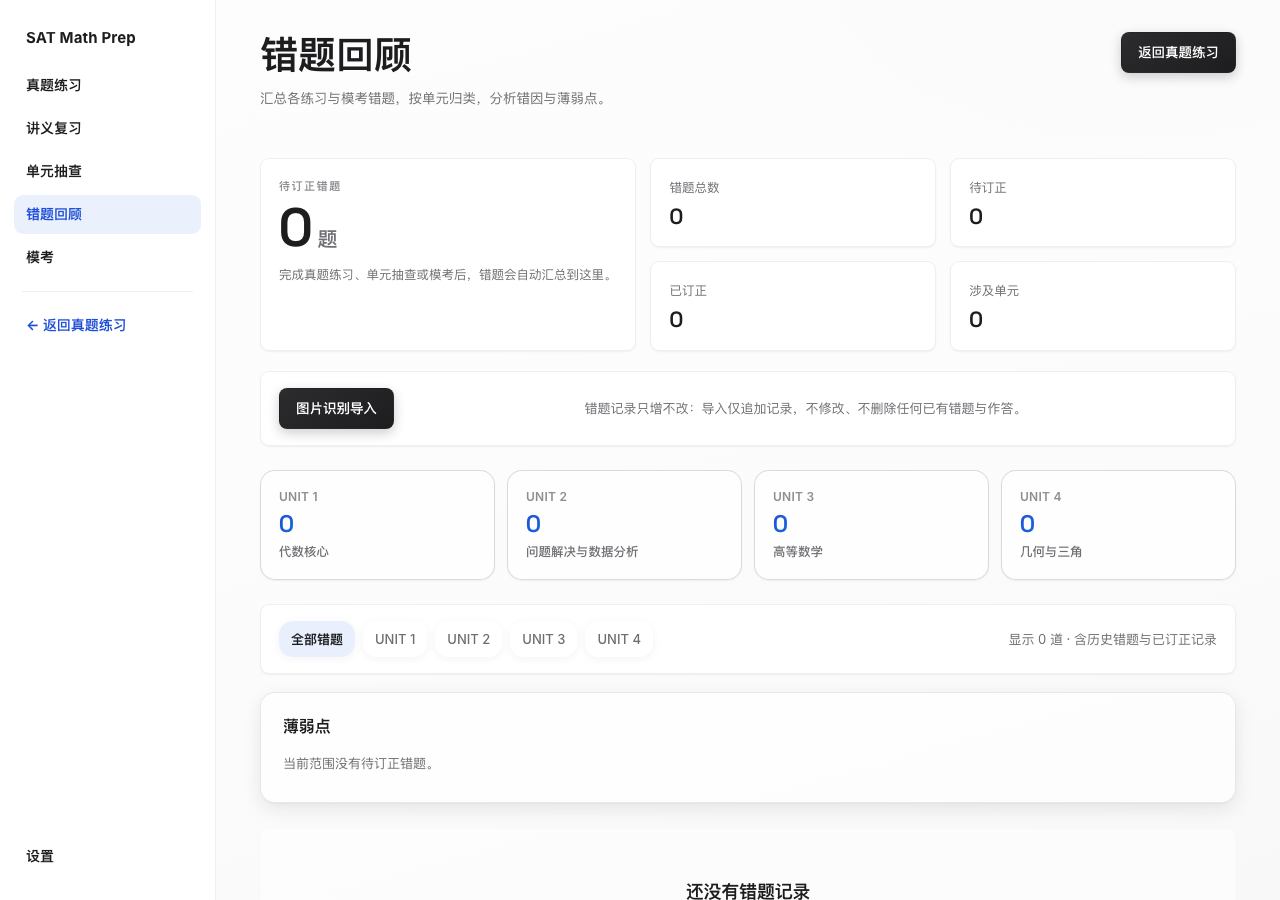 SAT Math Prep
真题练习
讲义复习
单元抽查
错题回顾
模考
← 返回真题练习
设置
错题回顾
汇总各练习与模考错题，按单元归类，分析错因与薄弱点。
返回真题练习
待订正错题
0 题
完成真题练习、单元抽查或模考后，错题会自动汇总到这里。
错题总数
0
待订正
0
已订正
0
涉及单元
0
图片识别导入
错题记录只增不改：导入仅追加记录，不修改、不删除任何已有错题与作答。
UNIT 1
0
代数核心
UNIT 2
0
问题解决与数据分析
UNIT 3
0
高等数学
UNIT 4
0
几何与三角
全部错题 UNIT 1 UNIT 2 UNIT 3 UNIT 4
显示 0 道 · 含历史错题与已订正记录
薄弱点
当前范围没有待订正错题。
还没有错题记录